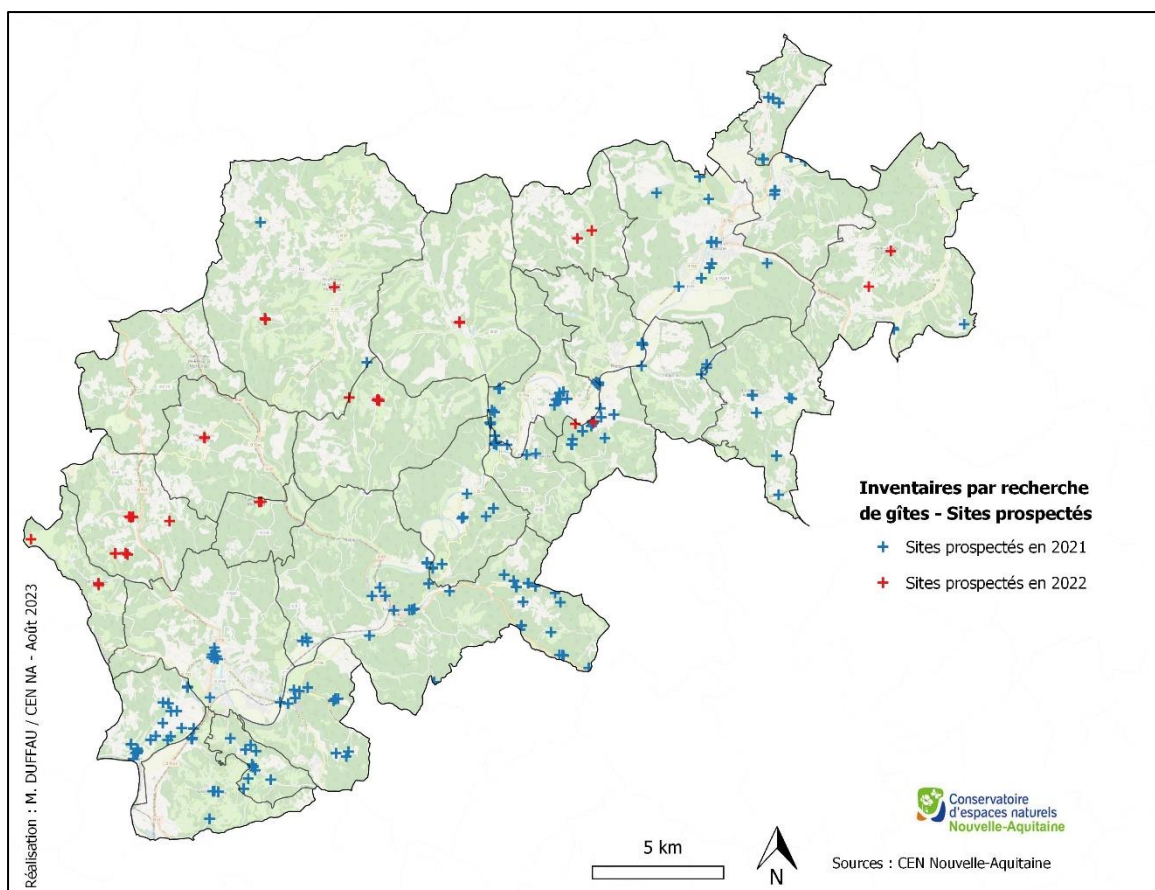 Inventaires par recherche
de gîtes - Sites prospectés
Sites prospectés en 2021
Sites prospectés en 2022
Réalisation : M. DUFFAU / CEN NA - Août 2023
Conservatoire
d'espaces naturels
Nouvelle-Aquitaine
5 km
N
Sources : CEN Nouvelle-Aquitaine